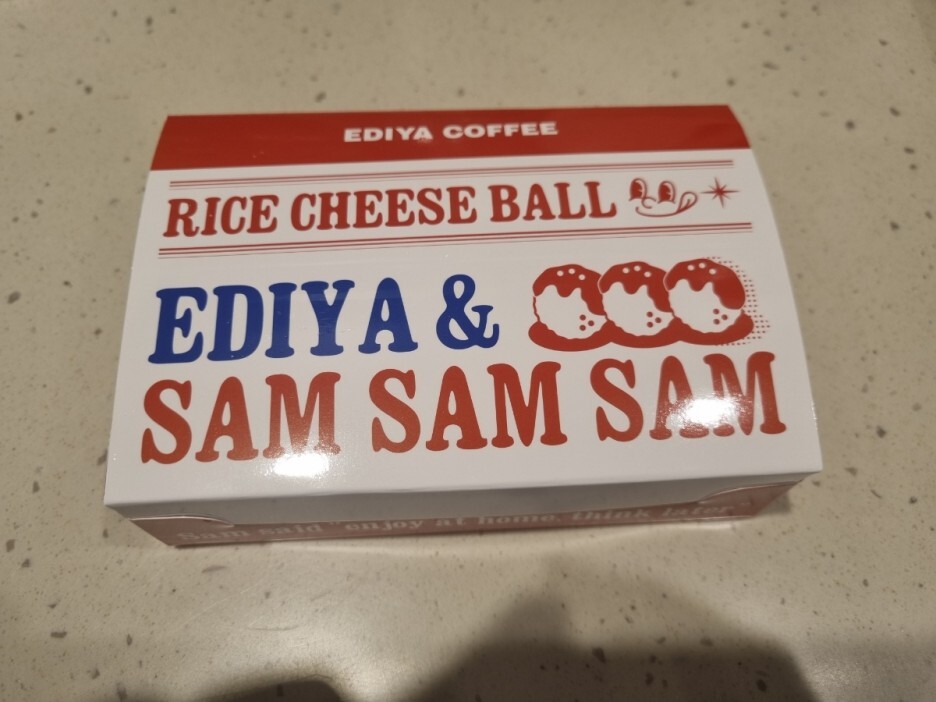 EDIYA COFFEE
RICE CHEESE BALL
EDIYA &
SAM SAM SAM
Sam said "enjoy at home, think later"